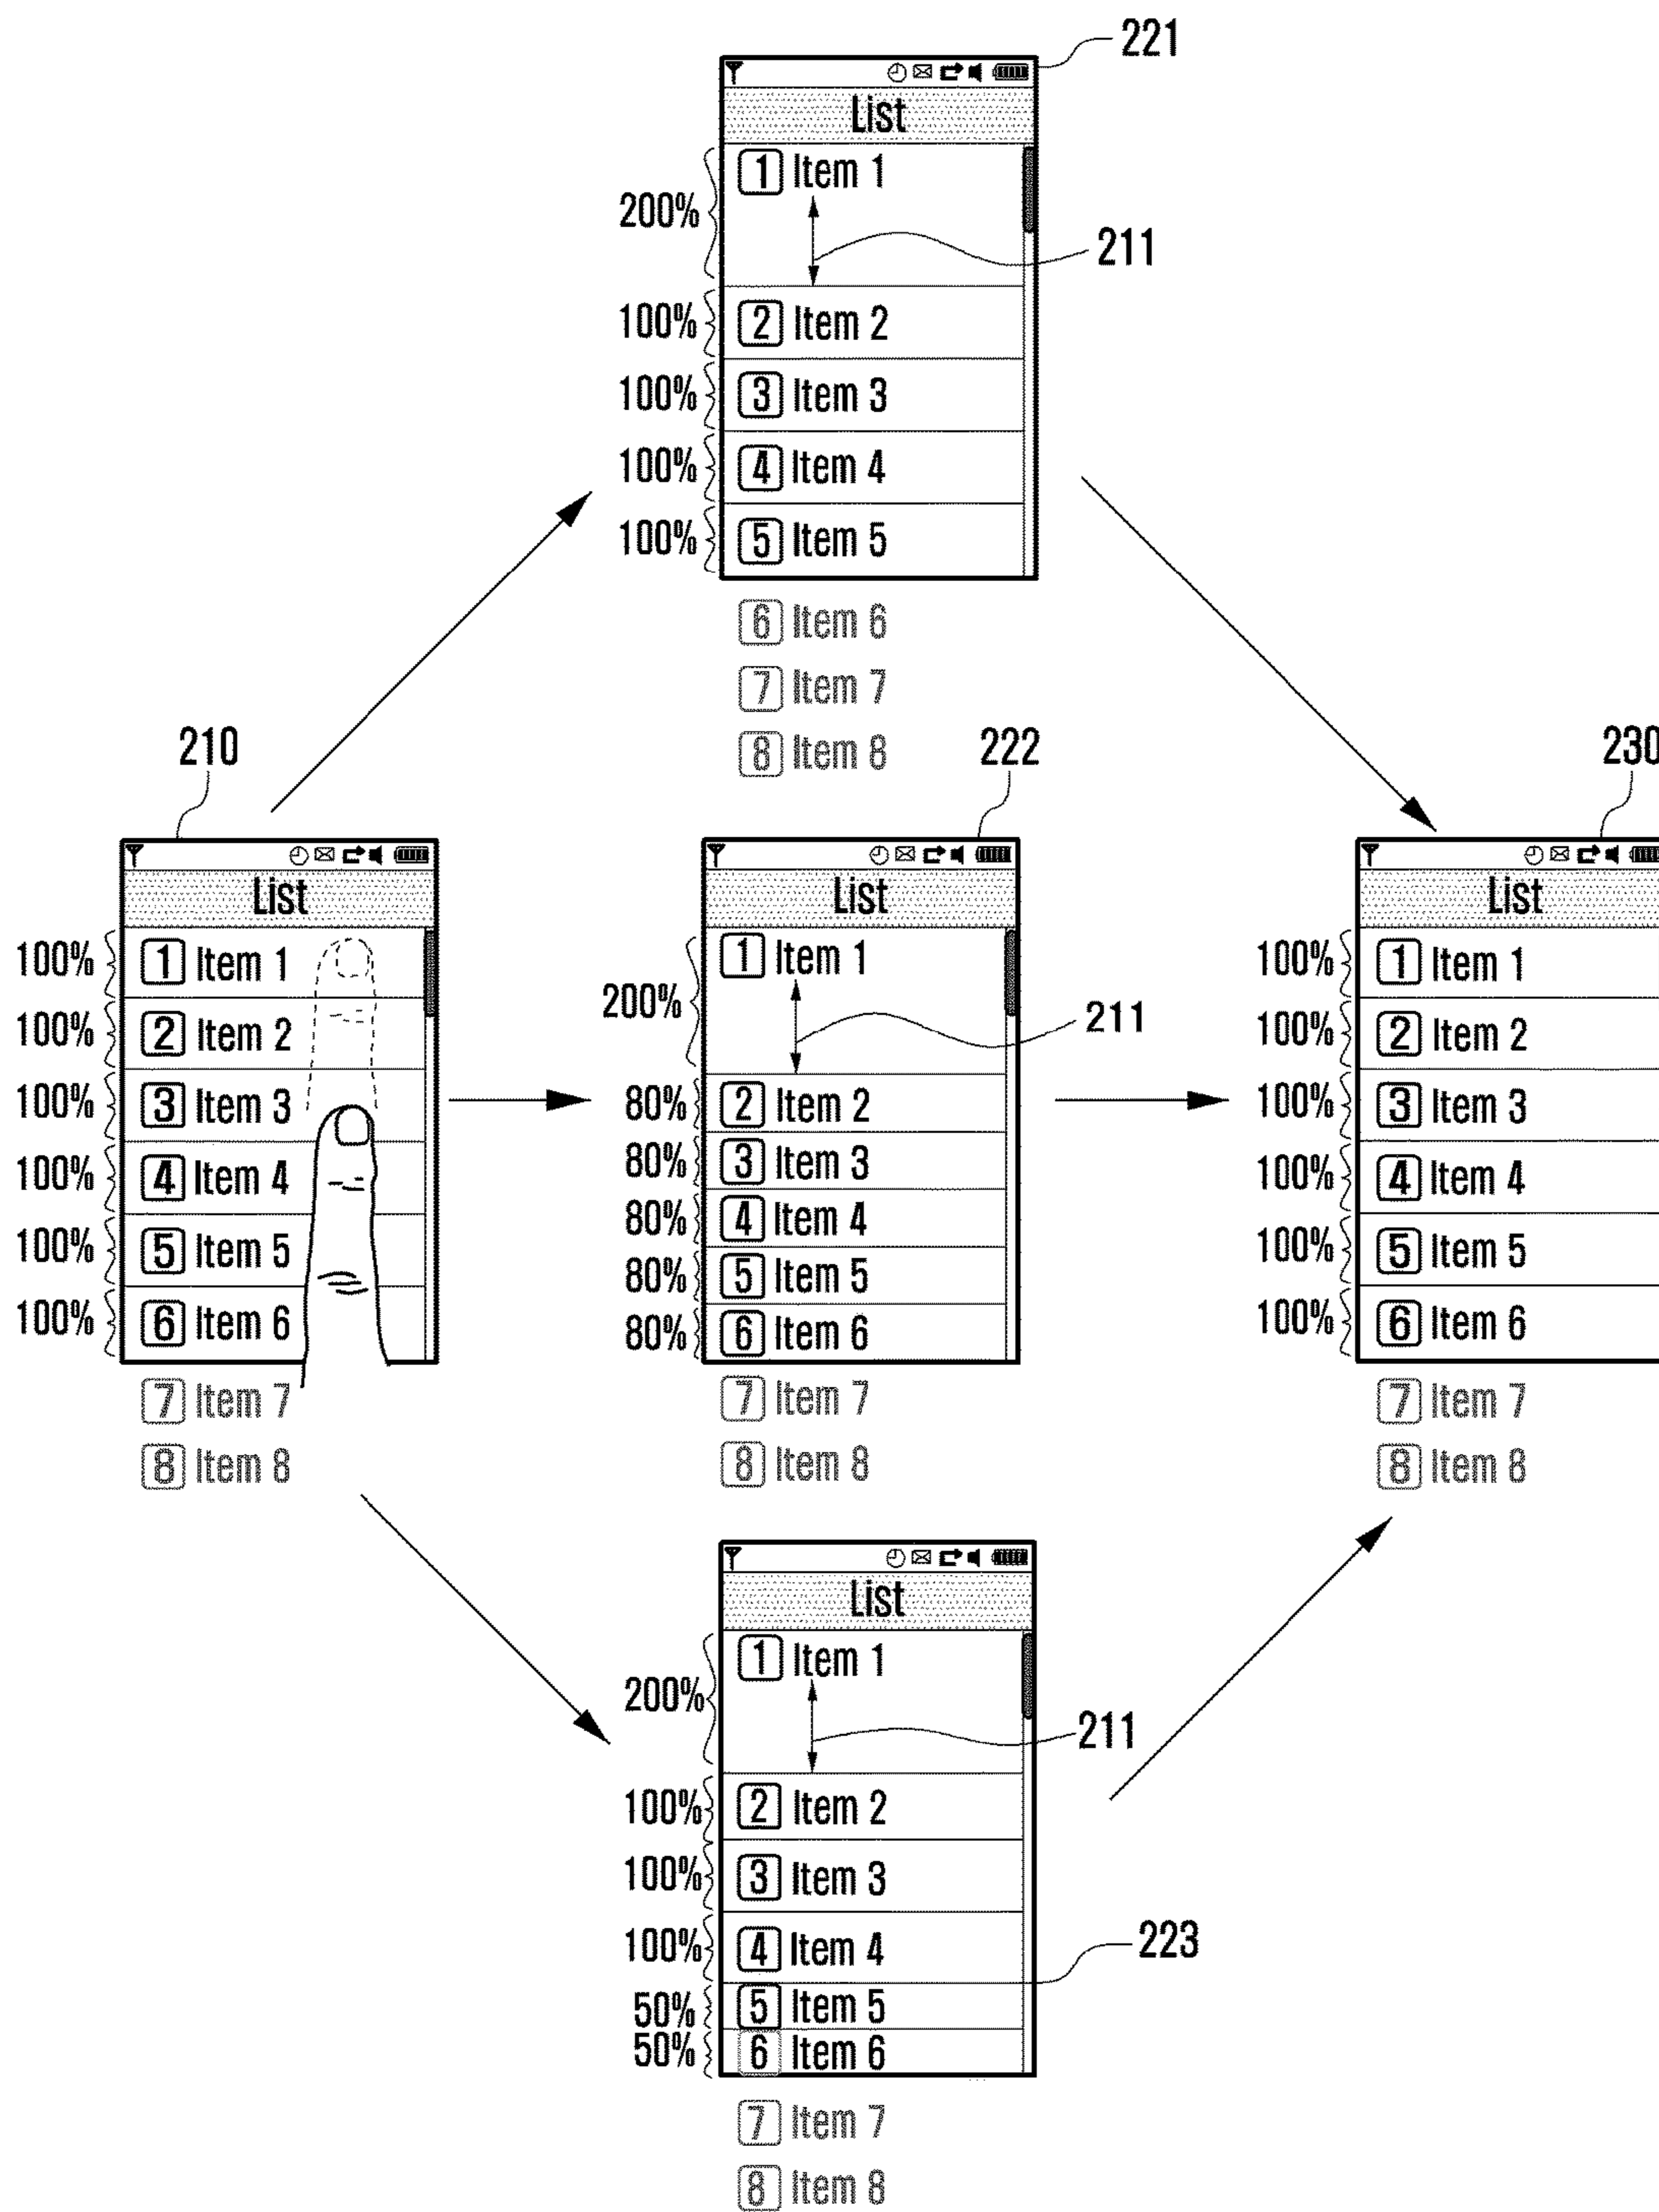 221
List
1 Item 1
200%
211
100% 2 Item 2
100% 3 Item 3
100% 4 Item 4
100% 5 Item 5
6 Item 6
7 Item 7
8 Item 8
210
List
100% 1 Item 1
100% 2 Item 2
100% 3 Item 3
100% 4 Item 4
100% 5 Item 5
100% 6 Item 6
7 Item 7
8 Item 8
222
List
1 Item 1
200%
211
80% 2 Item 2
80% 3 Item 3
80% 4 Item 4
80% 5 Item 5
80% 6 Item 6
7 Item 7
8 Item 8
230
List
100% 1 Item 1
100% 2 Item 2
100% 3 Item 3
100% 4 Item 4
100% 5 Item 5
100% 6 Item 6
7 Item 7
8 Item 8
List
1 Item 1
200%
211
100% 2 Item 2
100% 3 Item 3
100% 4 Item 4
223
50% 5 Item 5
50% 6 Item 6
7 Item 7
8 Item 8